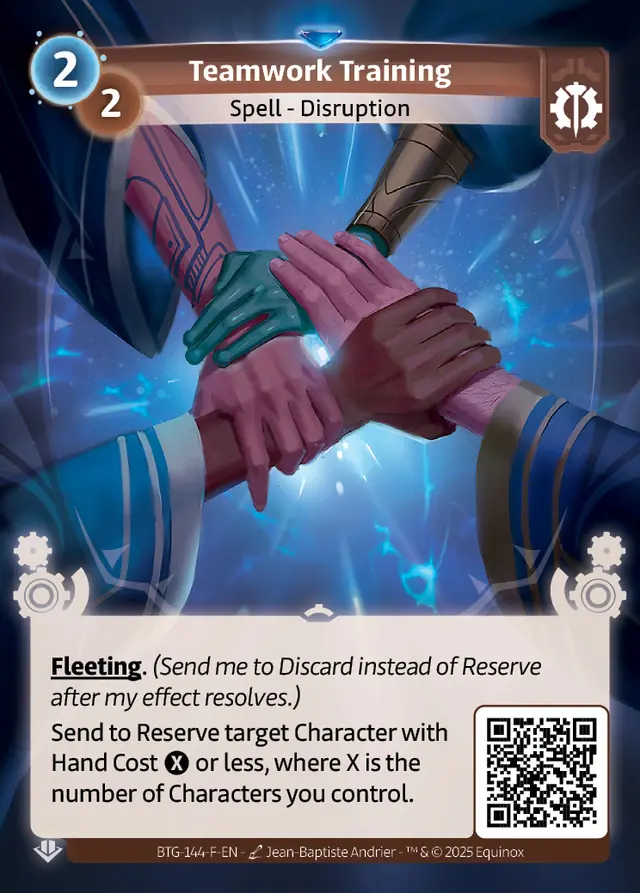 2
2
Teamwork Training
Spell - Disruption
Fleeting. (Send me to Discard instead of Reserve
after my effect resolves.)
Send to Reserve target Character with
Hand Cost X or less, where X is the
number of Characters you control.
BTG-144-F-EN - Jean-Baptiste Andrier - ™ & © 2025 Equinox